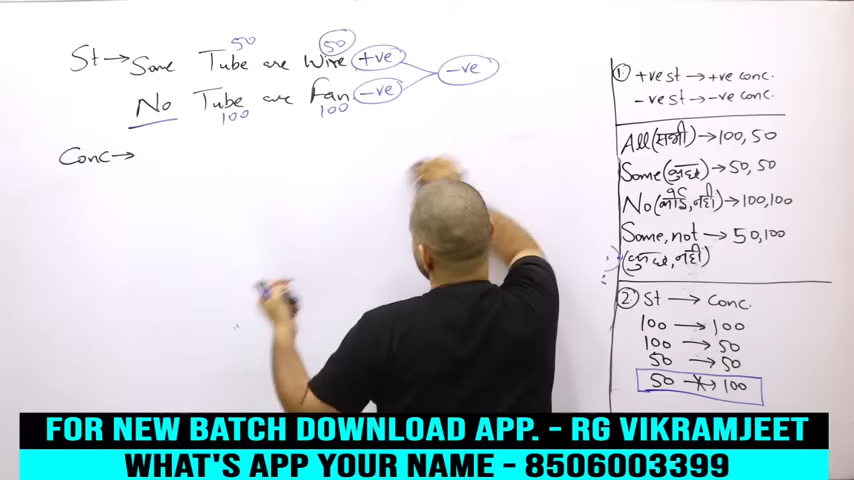 St → Some Tube are Wire +ve -ve
50 50
No Tube are Fan -ve
100 100
Conc →
1. +ve st → +ve conc.
-ve st → -ve conc.
All (सभी) → 100, 50
Some (कुछ) → 50, 50
No (कोई, नहीं) → 100, 100
Some, not → 50, 100
(कुछ, नहीं)
2. St → Conc.
100 → 100
100 → 50
50 → 50
50 → 100
FOR NEW BATCH DOWNLOAD APP. - RG VIKRAMJEET
WHAT'S APP YOUR NAME - 8506003399